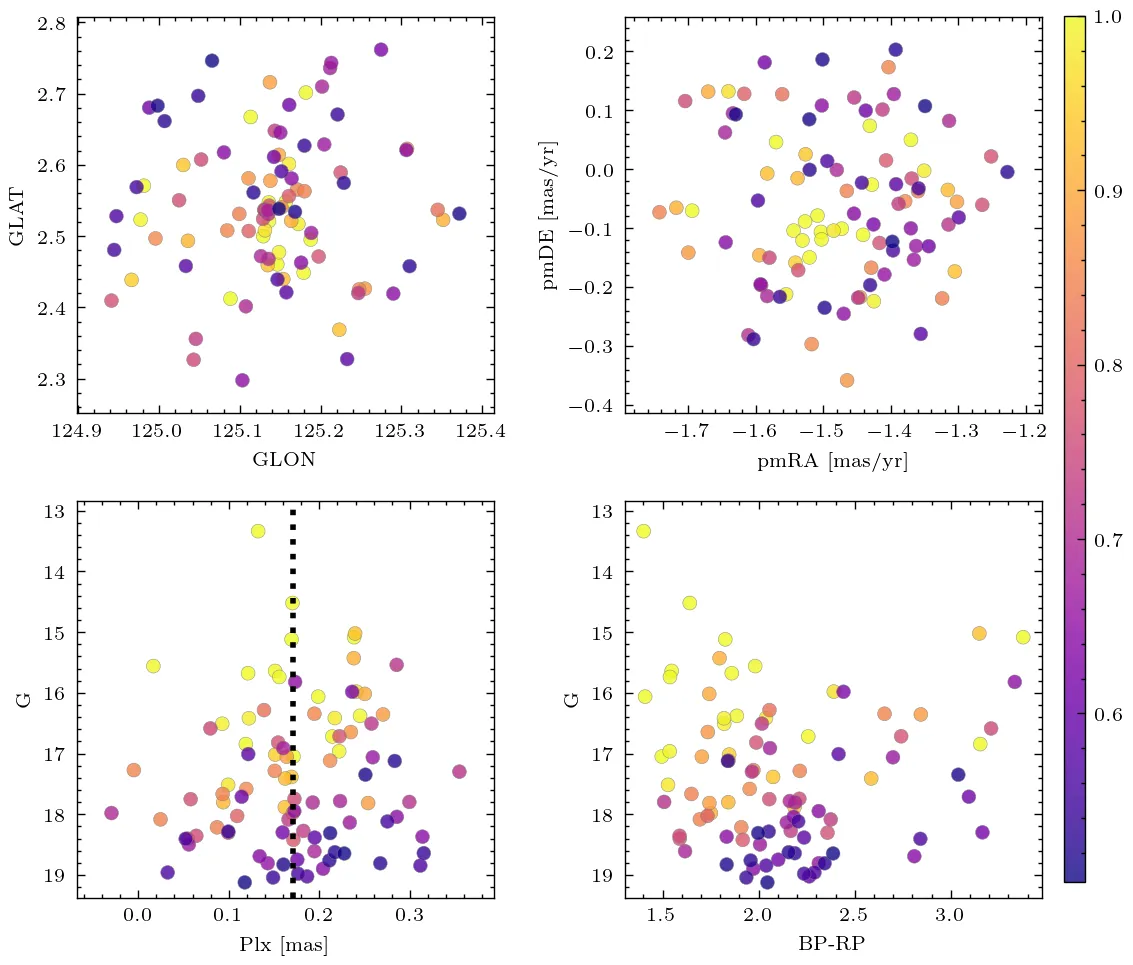 2.8
2.7
2.6
2.5
2.4
2.3
GLAT
124.9 125.0 125.1 125.2 125.3 125.4
GLON
0.2
0.1
0.0
−0.1
−0.2
−0.3
−0.4
pmDE [mas/yr]
−1.7 −1.6 −1.5 −1.4 −1.3 −1.2
pmRA [mas/yr]
1.0
0.9
0.8
0.7
0.6
13
14
15
16
17
18
19
G
0.0 0.1 0.2 0.3
Plx [mas]
13
14
15
16
17
18
19
G
1.5 2.0 2.5 3.0
BP-RP